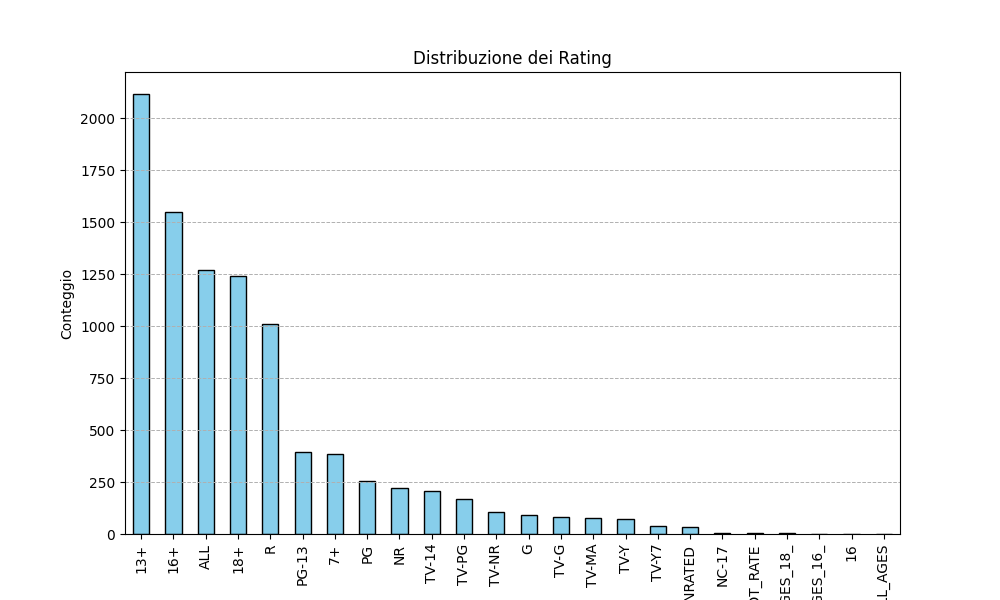 Distribuzione dei Rating
Conteggio
2000
1750
1500
1250
1000
750
500
250
0
13+
16+
ALL
18+
R
PG-13
7+
PG
NR
TV-14
TV-PG
TV-NR
G
TV-G
TV-MA
TV-Y
TV-Y7
NRATED
NC-17
OT_RATE
GES_18_
GES_16_
16
LL_AGES